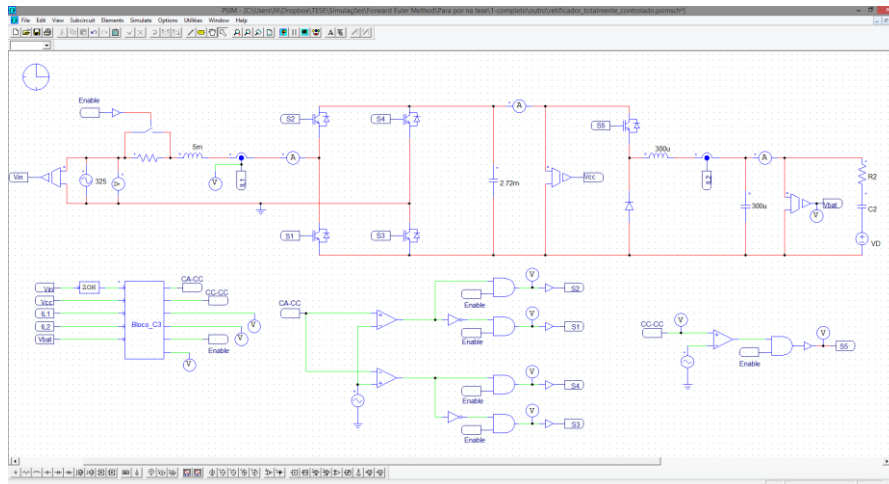 PSIM - [C:\Users\N\Dropbox\TESE\Simulações\Forward Euler Method\Para por na tese\1-completo\outro\retificador_totalmente_controlado.psimsch*]
File Edit View Subcircuit Elements Simulate Options Utilities Window Help
Enable
S2
S4
A
S5
5m
300u
A
A
R2
Vin
325
V
IL1
2.72m
Vcc
IL2
300u
Vbat
V
C2
S1
S3
VD
Vin
ZOH
CA-CC
Vcc
CC-CC
IL1
Bloco_C3
IL2
V
Vbat
V
Enable
V
CA-CC
V
S2
Enable
V
S1
Enable
V
S4
Enable
V
S3
Enable
CC-CC
V
V
S5
Enable